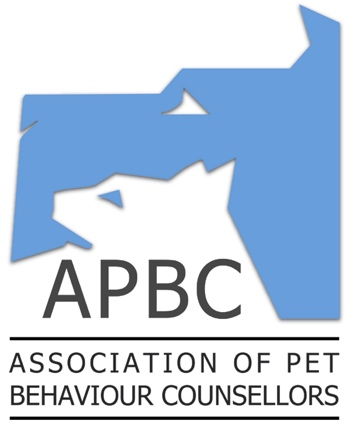 APBC
ASSOCIATION OF PET
BEHAVIOUR COUNSELLORS